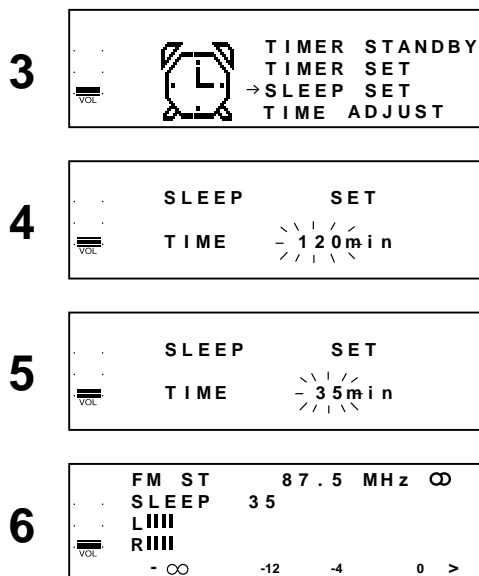 3
TIMER STANDBY
TIMER SET
→SLEEP SET
TIME ADJUST
VOL
4
SLEEP SET
TIME 120min
VOL
5
SLEEP SET
TIME 35min
VOL
6
FM ST 87.5 MHz
SLEEP 35
L
R
VOL
- ∞ -12 -4 0 >